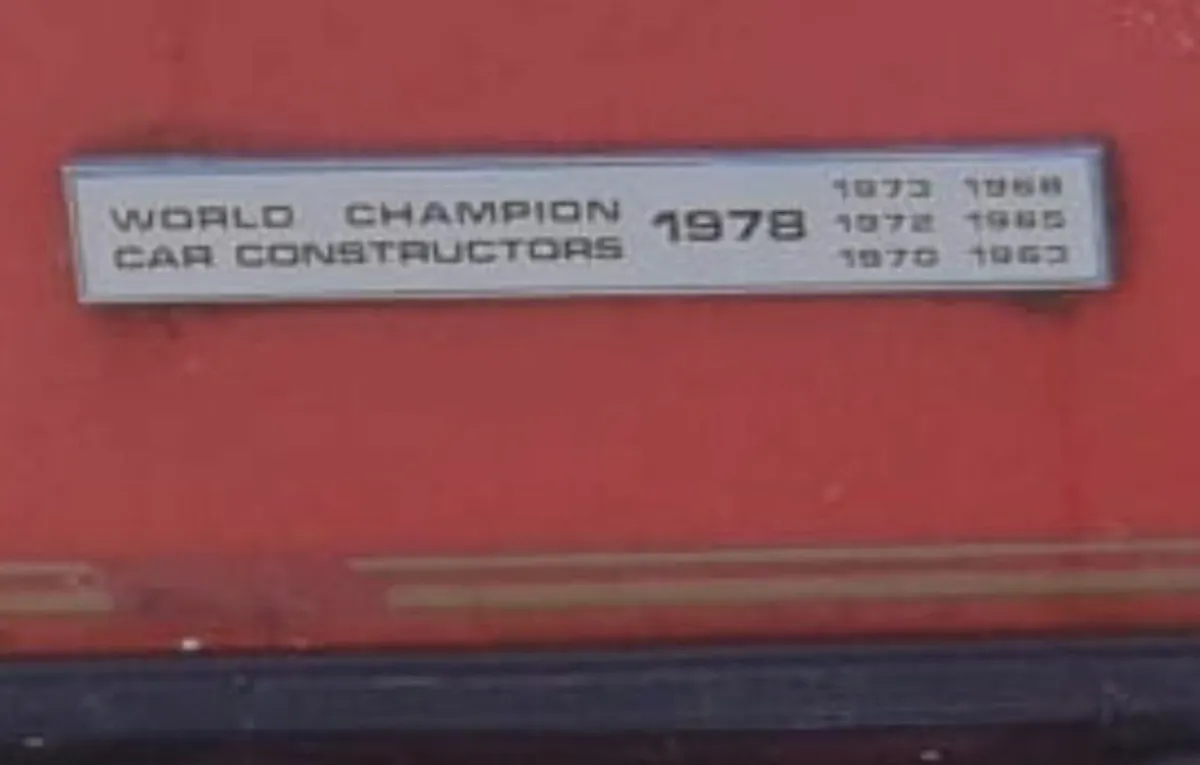 WORLD CHAMPION
CAR CONSTRUCTORS
1978
1973 1968
1972 1965
1970 1963